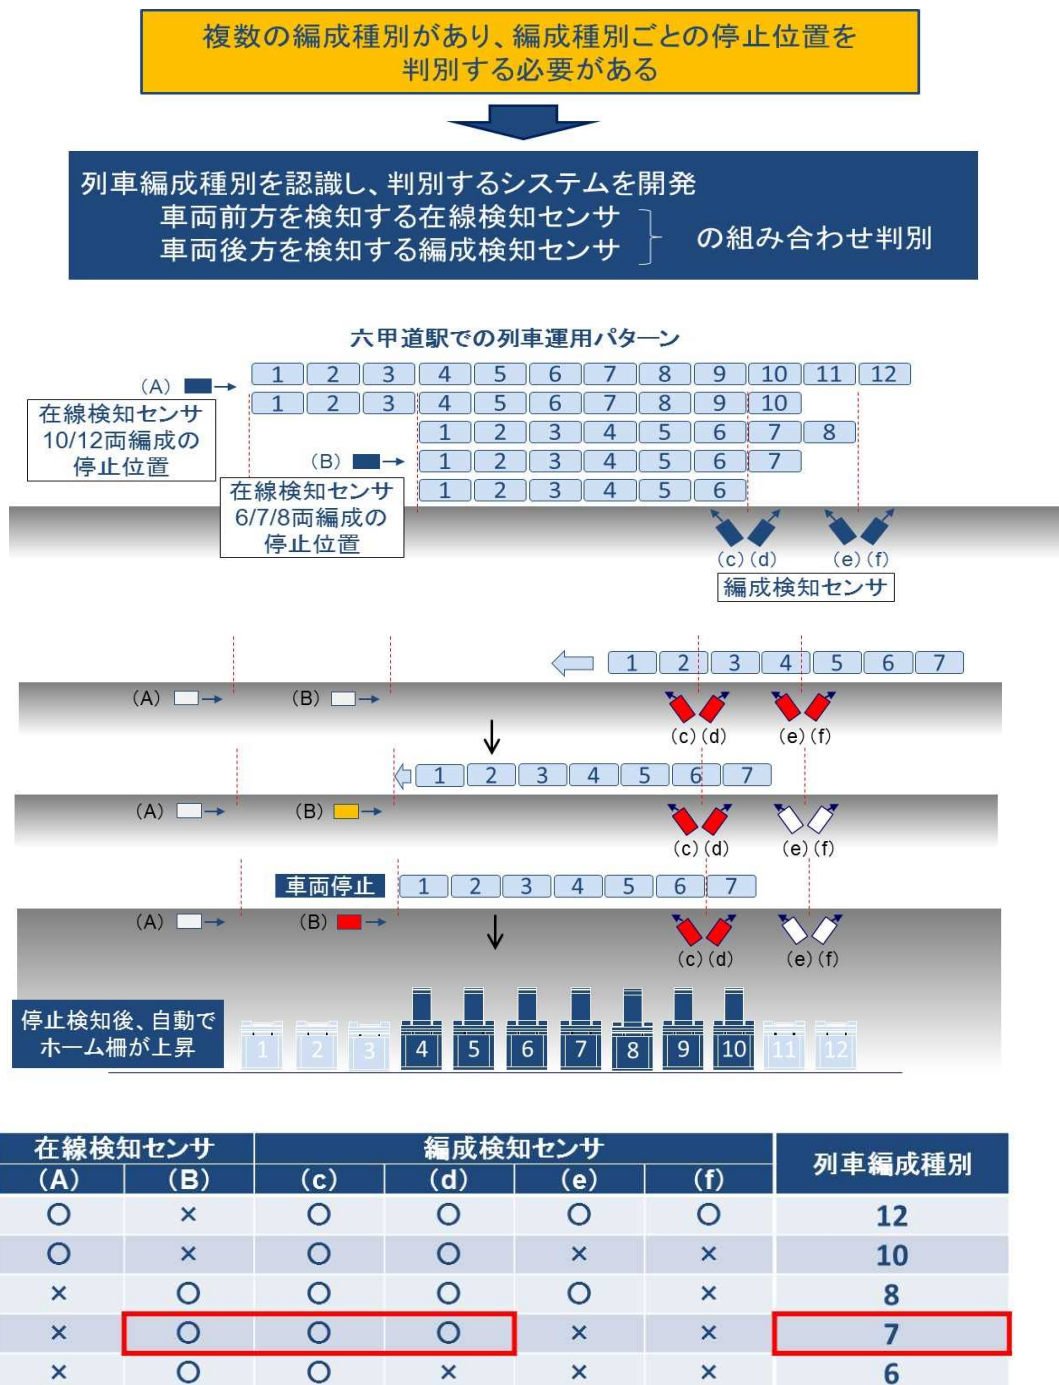 複数の編成種別があり、編成種別ごとの停止位置を
判別する必要がある
列車編成種別を認識し、判別するシステムを開発
車両前方を検知する在線検知センサ
車両後方を検知する編成検知センサ
の組み合わせ判別
六甲道駅での列車運用パターン
(A)
1 2 3 4 5 6 7 8 9 10 11 12
在線検知センサ
10/12両編成の
停止位置
1 2 3 4 5 6 7 8 9 10
1 2 3 4 5 6 7 8
(B)
1 2 3 4 5 6 7
在線検知センサ
6/7/8両編成の
停止位置
1 2 3 4 5 6
(c) (d) (e) (f)
編成検知センサ
1 2 3 4 5 6 7
(A) (B)
(c) (d) (e) (f)
1 2 3 4 5 6 7
(A) (B)
(c) (d) (e) (f)
車両停止 1 2 3 4 5 6 7
(A) (B)
(c) (d) (e) (f)
停止検知後、自動で
ホーム柵が上昇
1 2 3 4 5 6 7 8 9 10 11 12
在線検知センサ 編成検知センサ 列車編成種別
(A) (B) (c) (d) (e) (f)
○ × ○ ○ ○ ○ 12
○ × ○ ○ × × 10
× ○ ○ ○ ○ × 8
× ○ ○ ○ × × 7
× ○ ○ × × × 6